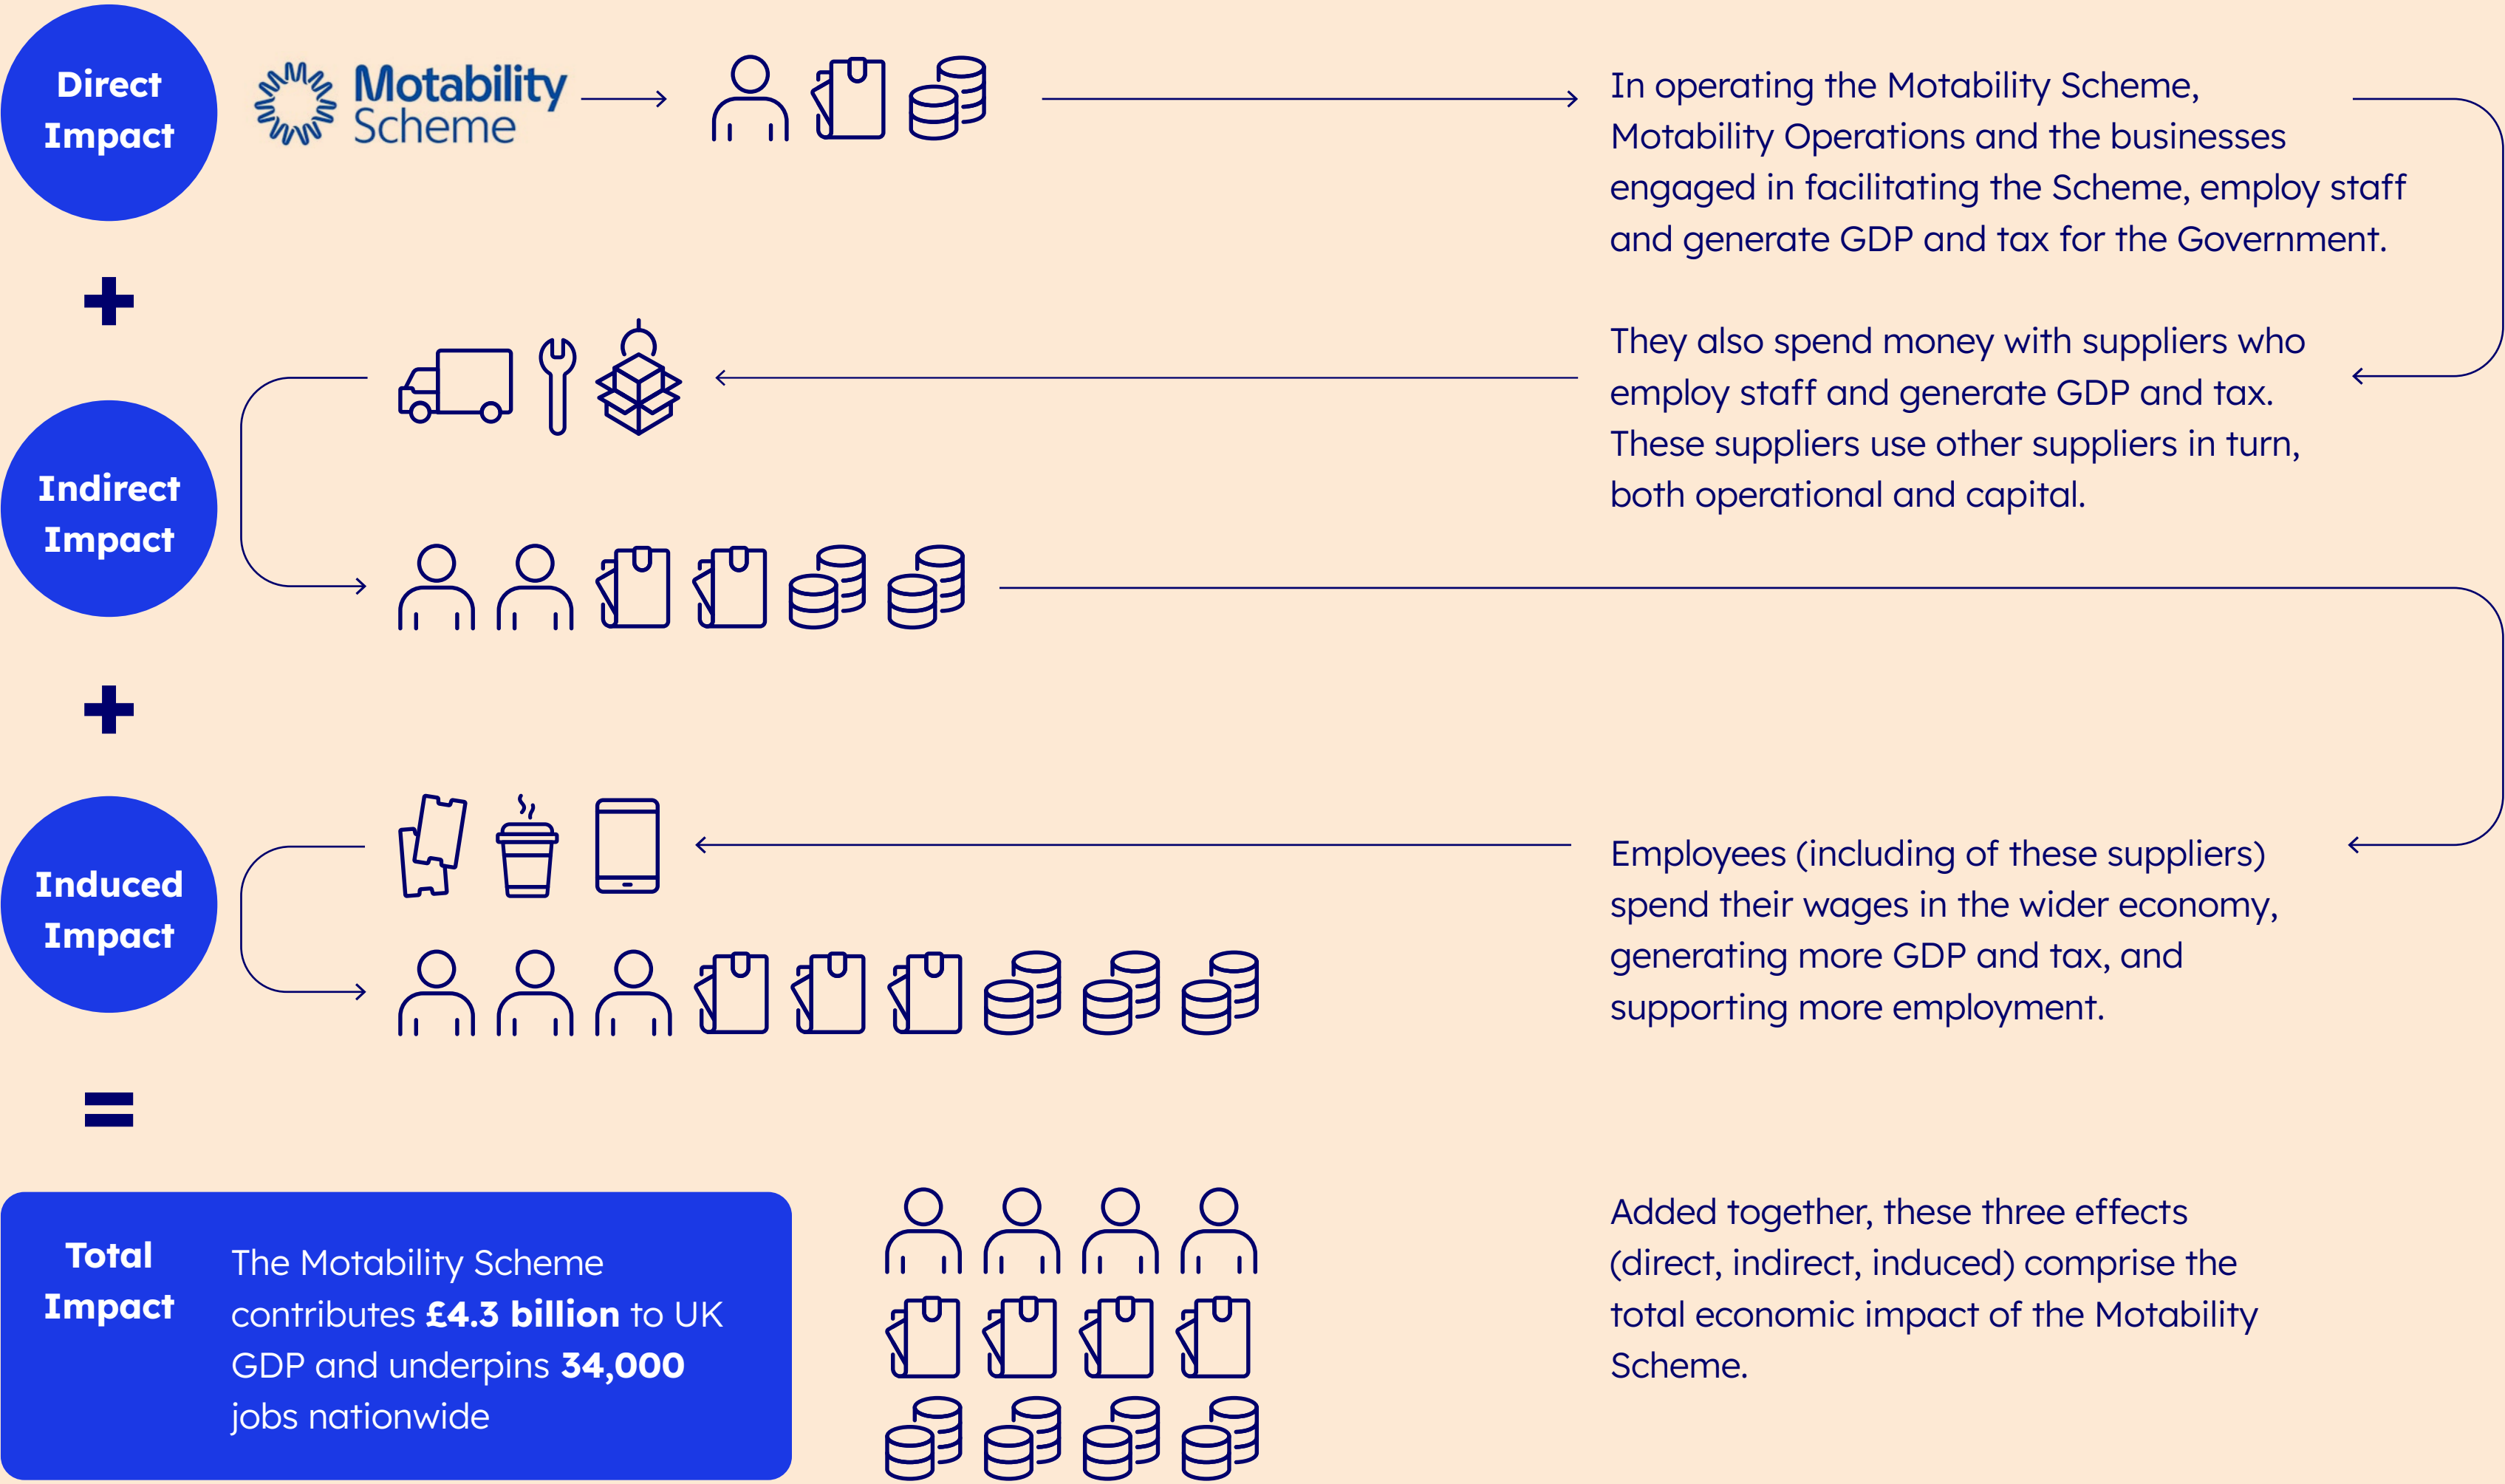 Direct
Impact
Motability
Scheme
In operating the Motability Scheme,
Motability Operations and the businesses
engaged in facilitating the Scheme, employ staff
and generate GDP and tax for the Government.
Indirect
Impact
They also spend money with suppliers who
employ staff and generate GDP and tax.
These suppliers use other suppliers in turn,
both operational and capital.
Induced
Impact
Employees (including of these suppliers)
spend their wages in the wider economy,
generating more GDP and tax, and
supporting more employment.
Total
Impact
The Motability Scheme
contributes £4.3 billion to UK
GDP and underpins 34,000
jobs nationwide
Added together, these three effects
(direct, indirect, induced) comprise the
total economic impact of the Motability
Scheme.